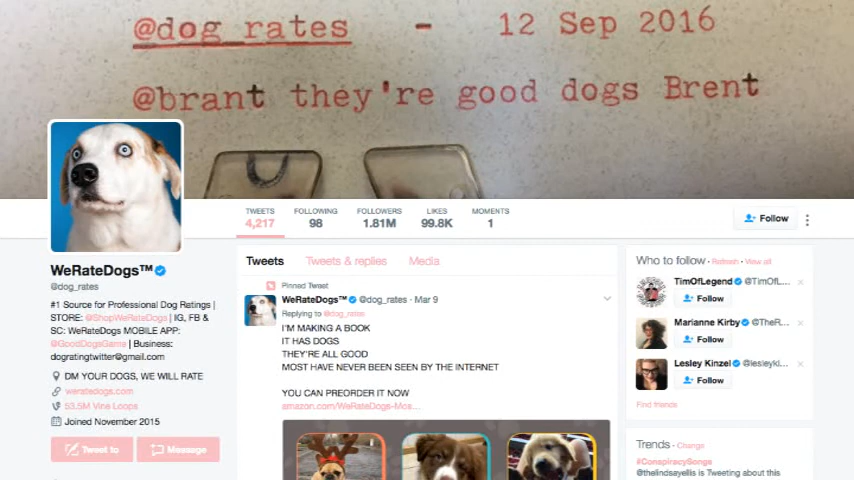 @dog_rates - 12 Sep 2016
@brant they're good dogs Brent
TWEETS
4,217
FOLLOWING
98
FOLLOWERS
1.81M
LIKES
99.8K
MOMENTS
1
Follow
WeRateDogs™
@dog_rates
#1 Source for Professional Dog Ratings |
STORE: @ShopWeRateDogs | IG, FB &
SC: WeRateDogs MOBILE APP:
@GoodDogsGame | Business:
dogratingtwitter@gmail.com
DM YOUR DOGS, WE WILL RATE
weratedogs.com
53.5M Vine Loops
Joined November 2015
Tweet to
Message
Tweets
Tweets & replies
Media
Pinned Tweet
WeRateDogs™ @dog_rates · Mar 9
Replying to @dog_rates
I'M MAKING A BOOK
IT HAS DOGS
THEY'RE ALL GOOD
MOST HAVE NEVER BEEN SEEN BY THE INTERNET
YOU CAN PREORDER IT NOW
amazon.com/WeRateDogs-Mos…
Who to follow · Refresh · View all
TimOfLegend @TimOfL...
Follow
Marianne Kirby @TheR...
Follow
Lesley Kinzel @lesleyki...
Follow
Find friends
Trends · Change
#ConspiracySongs
@thelindsayellis is Tweeting about this